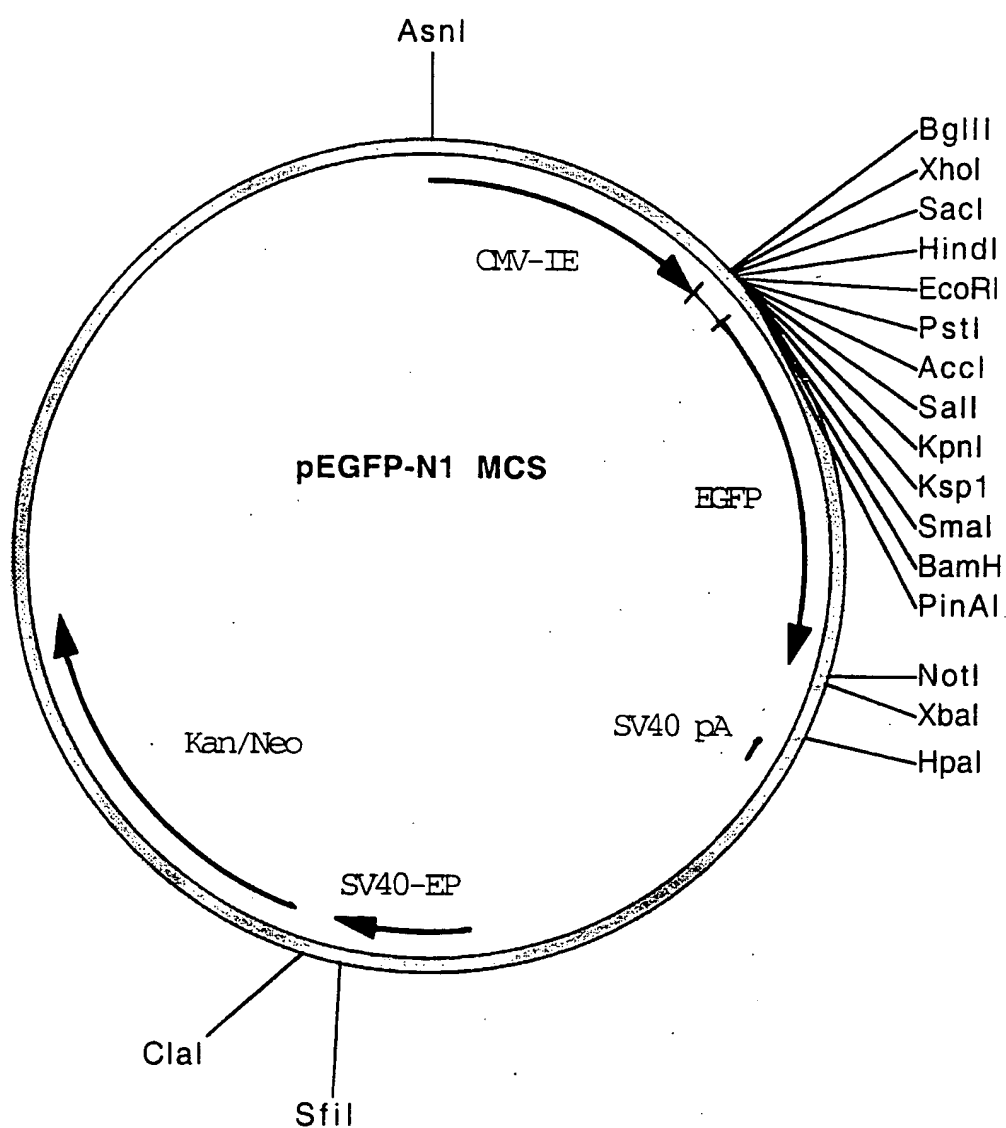 AsnI
BglII
XhoI
SacI
HindI
EcoRI
PstI
AccI
SalI
KpnI
Ksp1
SmaI
BamH
PinAI
NotI
XbaI
HpaI
CMV-IE
pEGFP-N1 MCS
EGFP
SV40 pA
Kan/Neo
SV40-EP
ClaI
SfiI